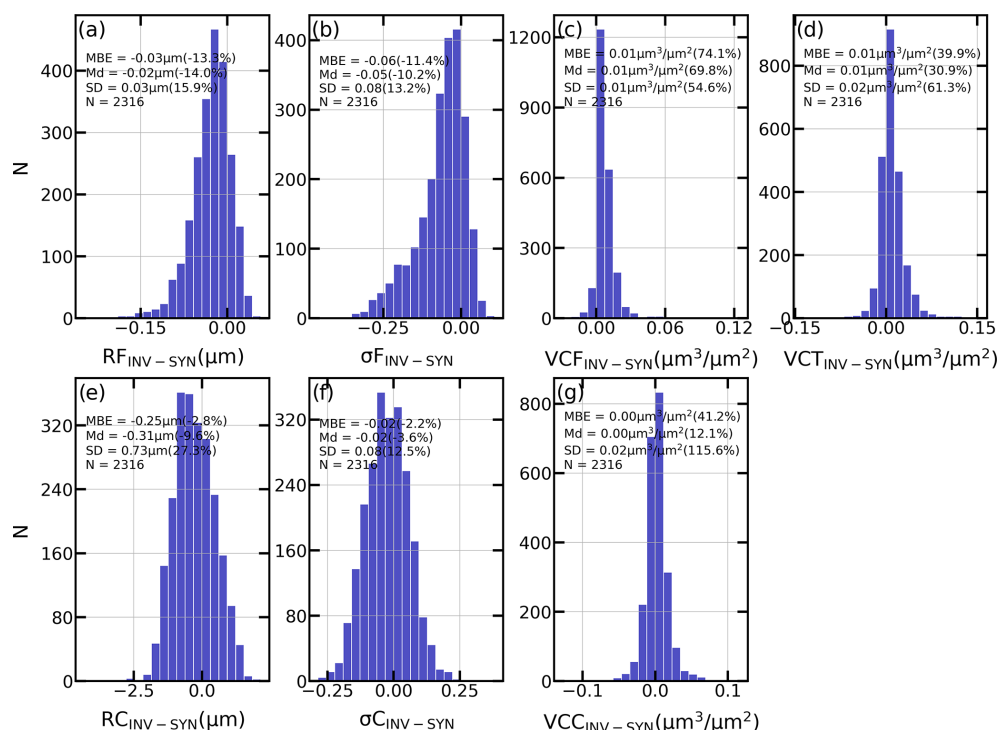 (a)
MBE = -0.03μm(-13.3%)
Md = -0.02μm(-14.0%)
SD = 0.03μm(15.9%)
N = 2316
400
300
200
100
0
N
−0.15 0.00
RF_INV − SYN(μm)
(b)
MBE = -0.06(-11.4%)
Md = -0.05(-10.2%)
SD = 0.08(13.2%)
N = 2316
400
300
200
100
0
−0.25 0.00
σF_INV − SYN
(c)
MBE = 0.01μm³/μm²(74.1%)
Md = 0.01μm³/μm²(69.8%)
SD = 0.01μm³/μm²(54.6%)
N = 2316
1200
900
600
300
0
0.00 0.06 0.12
VCF_INV − SYN(μm³/μm²)
(d)
MBE = 0.01μm³/μm²(39.9%)
Md = 0.01μm³/μm²(30.9%)
SD = 0.02μm³/μm²(61.3%)
N = 2316
800
600
400
200
0
−0.15 0.00 0.15
VCT_INV − SYN(μm³/μm²)
(e)
MBE = -0.25μm(-2.8%)
Md = -0.31μm(-9.6%)
SD = 0.73μm(27.3%)
N = 2316
320
240
160
80
0
N
−2.5 0.0
RC_INV − SYN(μm)
(f)
MBE = -0.02(-2.2%)
Md = -0.02(-3.6%)
SD = 0.08(12.5%)
N = 2316
320
240
160
80
0
−0.25 0.00 0.25
σC_INV − SYN
(g)
MBE = 0.00μm³/μm²(41.2%)
Md = 0.00μm³/μm²(12.1%)
SD = 0.02μm³/μm²(115.6%)
N = 2316
800
600
400
200
0
−0.1 0.0 0.1
VCC_INV − SYN(μm³/μm²)